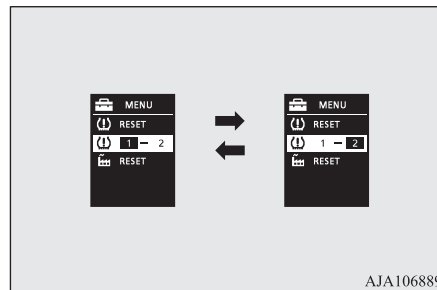 MENU
RESET
1 – 2
RESET
MENU
RESET
1 – 2
RESET
AJA106889